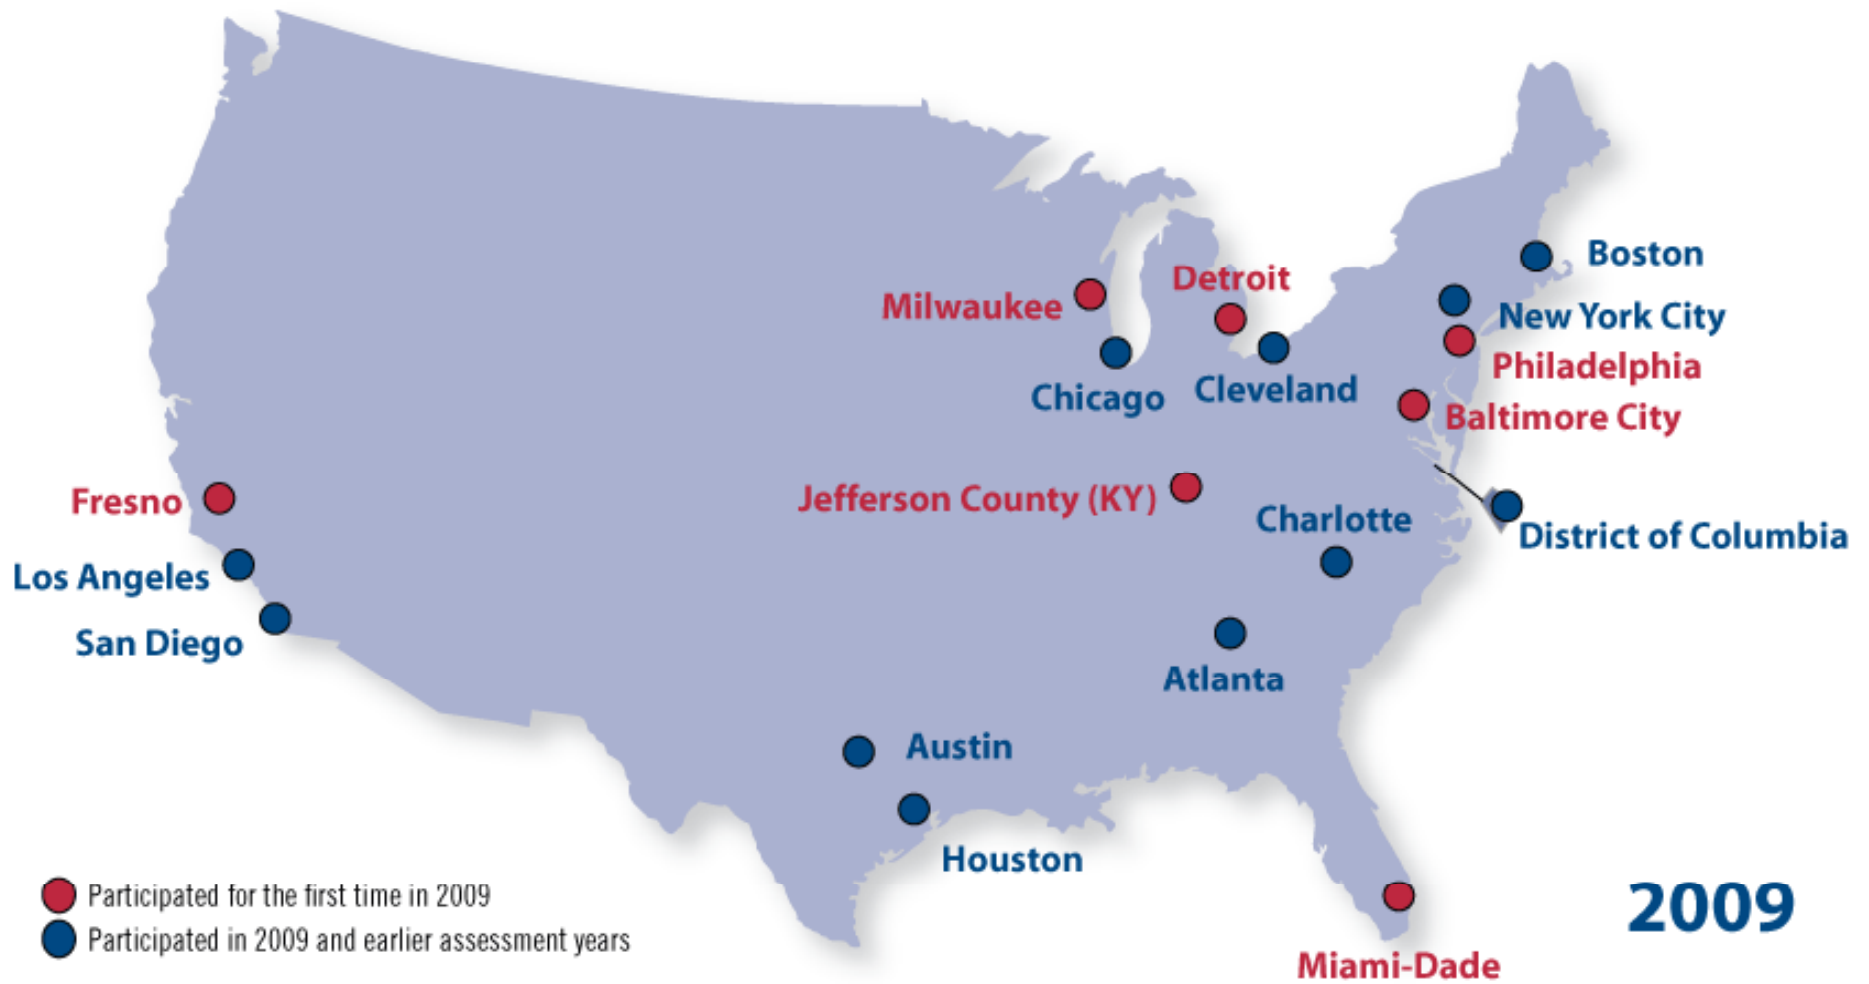 Boston
Detroit
Milwaukee
New York City
Philadelphia
Chicago
Cleveland
Baltimore City
Fresno
Jefferson County (KY)
Charlotte
District of Columbia
Los Angeles
San Diego
Atlanta
Austin
Houston
Participated for the first time in 2009
Participated in 2009 and earlier assessment years
2009
Miami-Dade